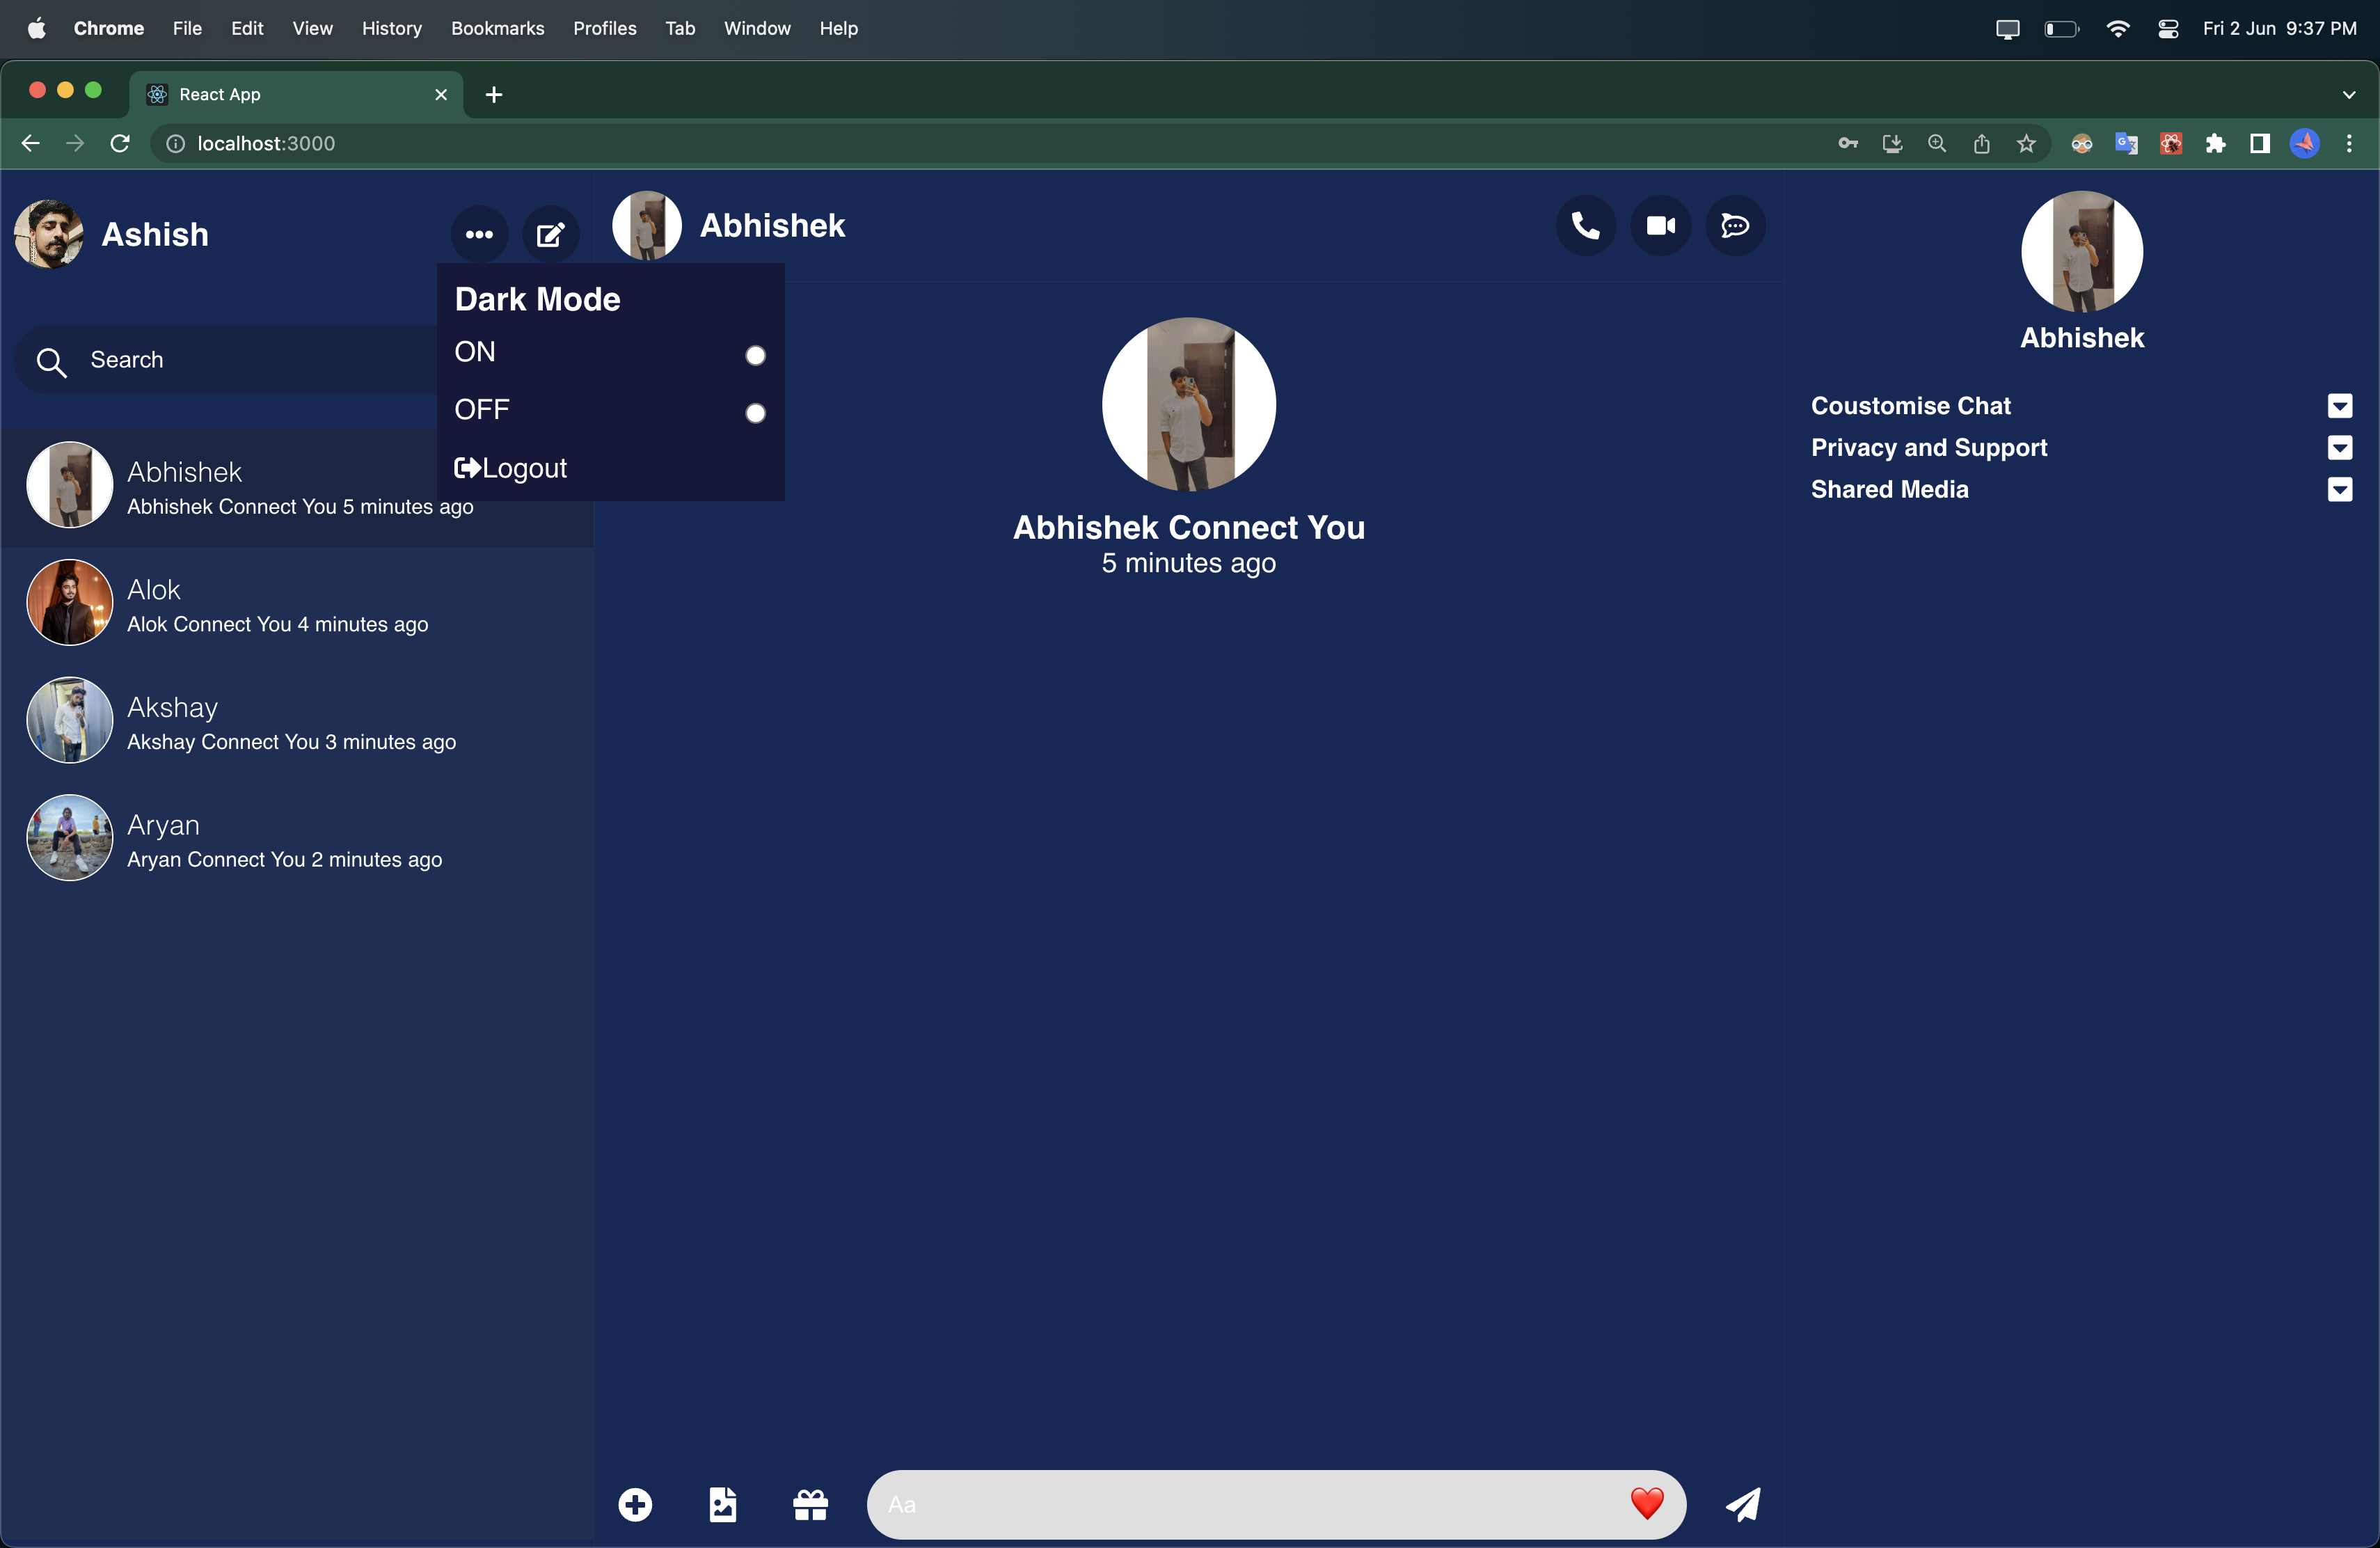 Chrome File Edit View History Bookmarks Profiles Tab Window Help Fri 2 Jun 9:37 PM
React App
localhost:3000
Ashish
Abhishek
Dark Mode
ON
OFF
Logout
Search
Abhishek
Abhishek Connect You 5 minutes ago
Alok
Alok Connect You 4 minutes ago
Akshay
Akshay Connect You 3 minutes ago
Aryan
Aryan Connect You 2 minutes ago
Abhishek Connect You
5 minutes ago
Aa
Abhishek
Coustomise Chat
Privacy and Support
Shared Media